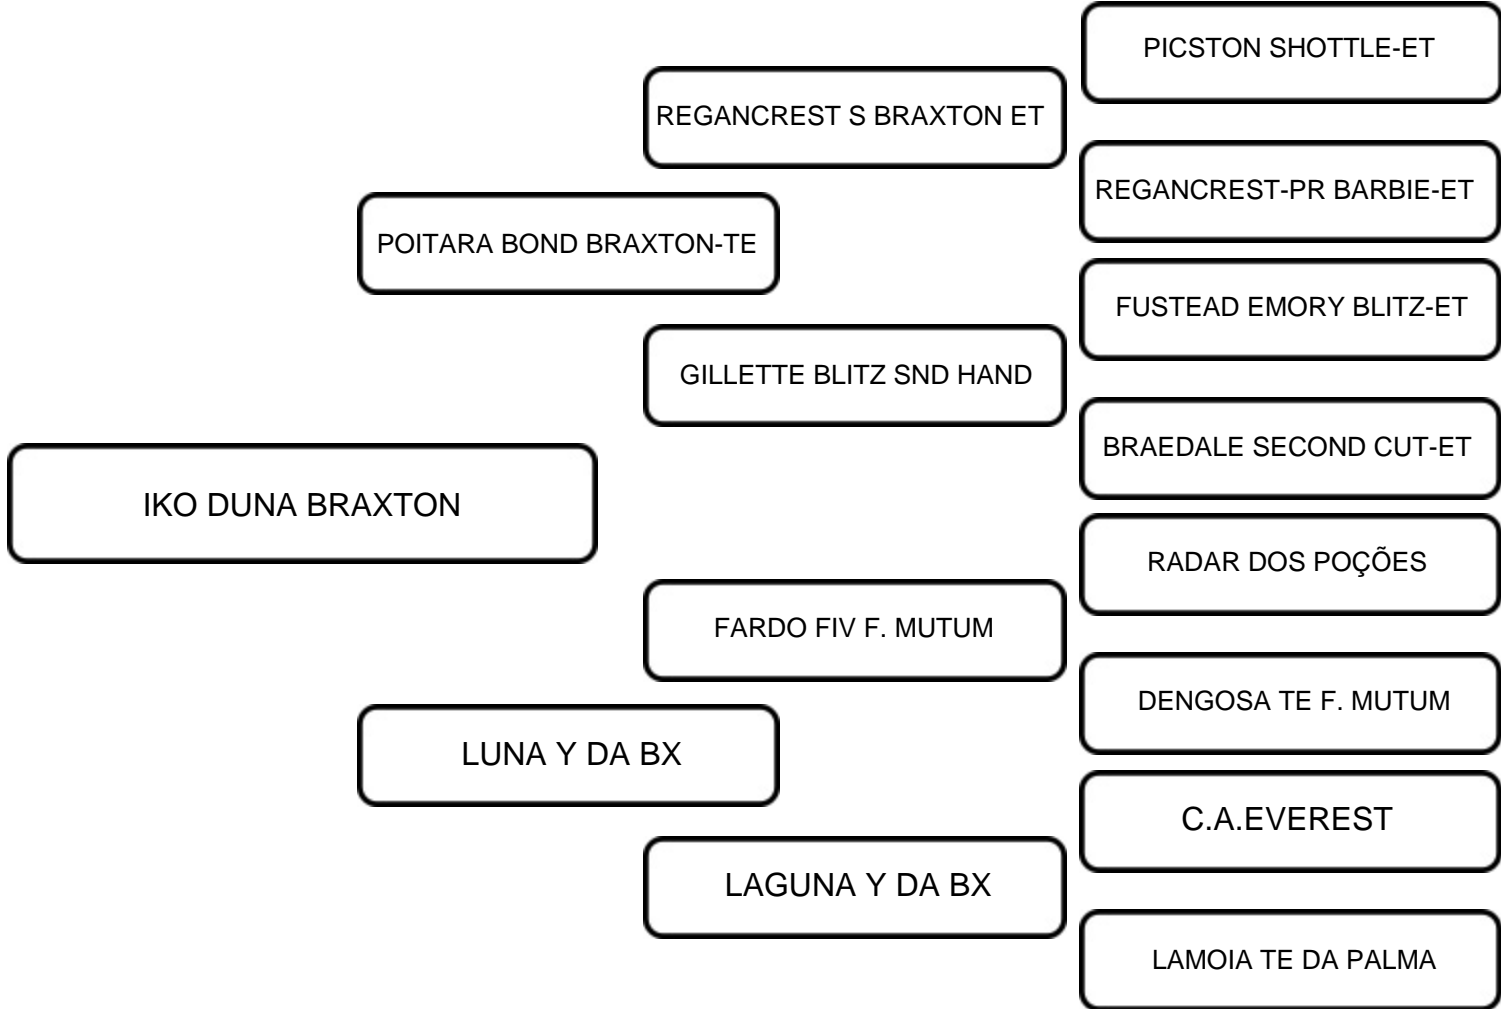 PICSTON SHOTTLE-ET
REGANCREST S BRAXTON ET
REGANCREST-PR BARBIE-ET
POITARA BOND BRAXTON-TE
FUSTEAD EMORY BLITZ-ET
GILLETTE BLITZ SND HAND
BRAEDALE SECOND CUT-ET
IKO DUNA BRAXTON
RADAR DOS POÇÕES
FARDO FIV F. MUTUM
DENGOSA TE F. MUTUM
LUNA Y DA BX
C.A.EVEREST
LAGUNA Y DA BX
LAMOIA TE DA PALMA